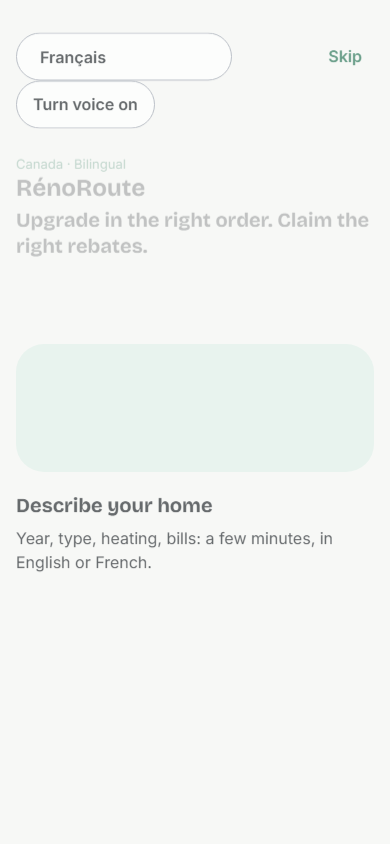 Français
Skip
Turn voice on
Canada · Bilingual
RénoRoute
Upgrade in the right order. Claim the
right rebates.
Describe your home
Year, type, heating, bills: a few minutes, in
English or French.